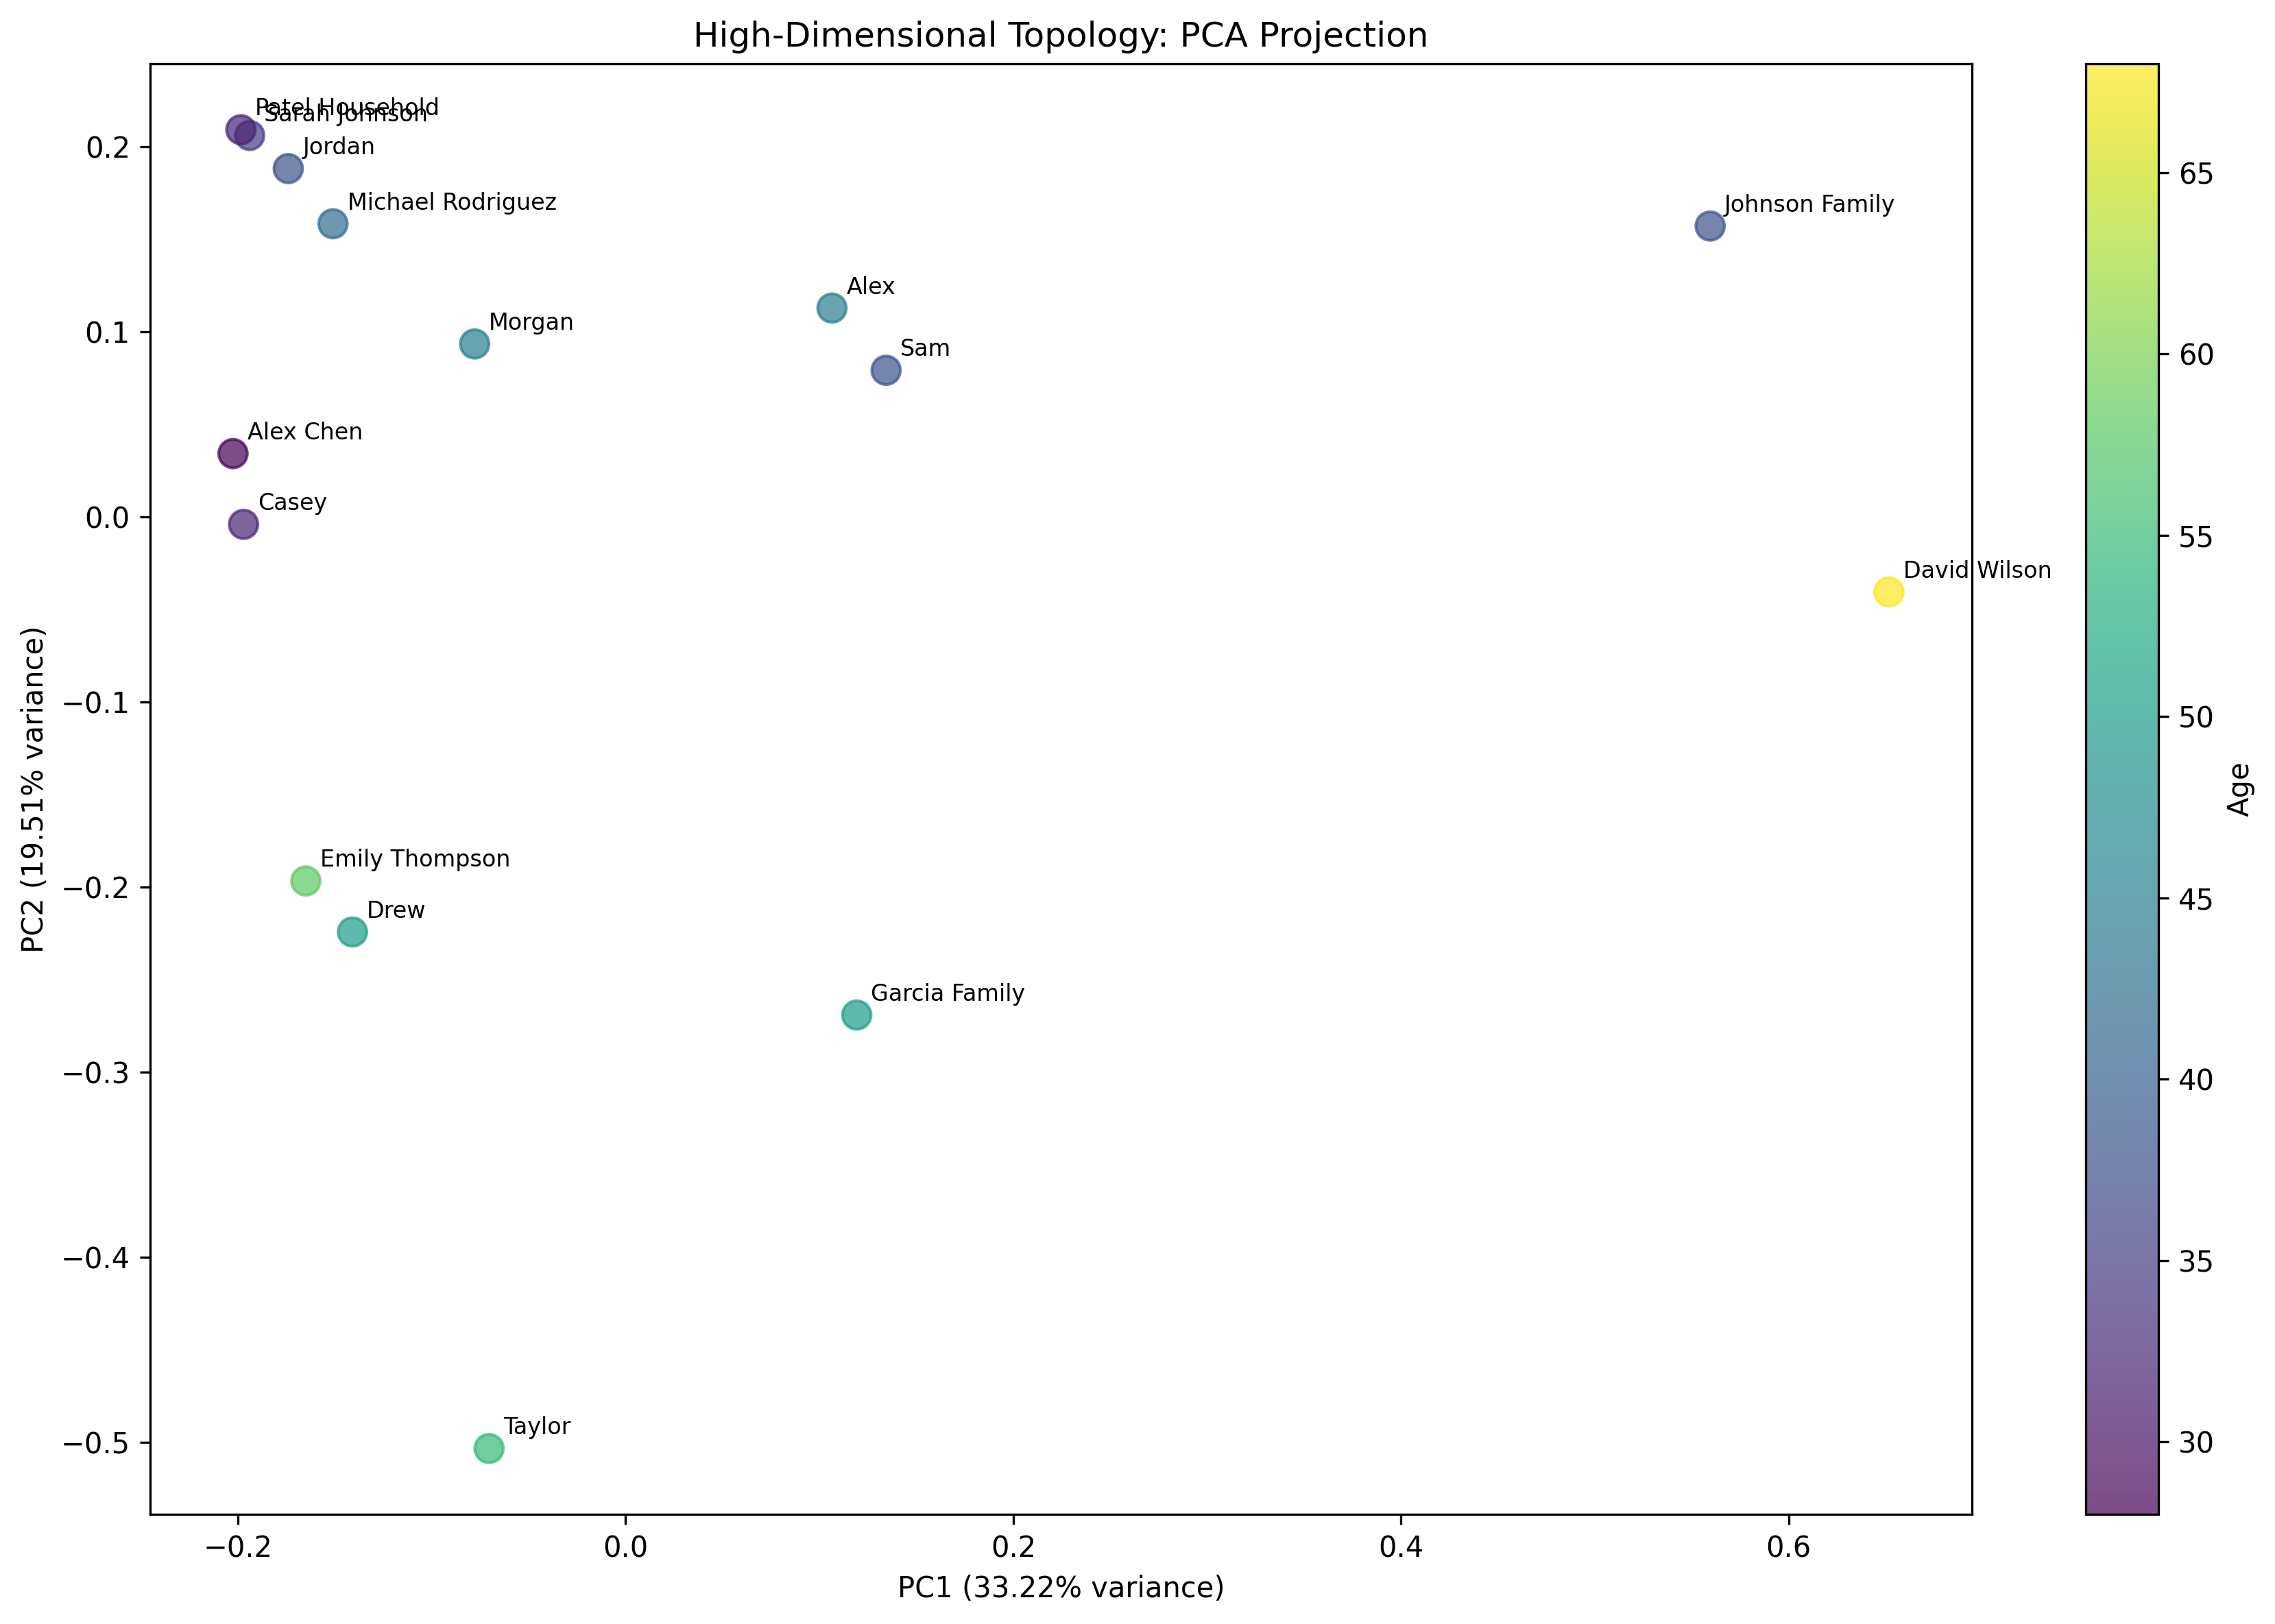 High-Dimensional Topology: PCA Projection
Patel Household
Sarah Johnson
Jordan
Michael Rodriguez
Johnson Family
Alex
Morgan
Sam
Alex Chen
Casey
David Wilson
Emily Thompson
Drew
Garcia Family
Taylor
0.2
0.1
0.0
−0.1
−0.2
−0.3
−0.4
−0.5
PC2 (19.51% variance)
−0.2
0.0
0.2
0.4
0.6
PC1 (33.22% variance)
65
60
55
50
45
40
35
30
Age